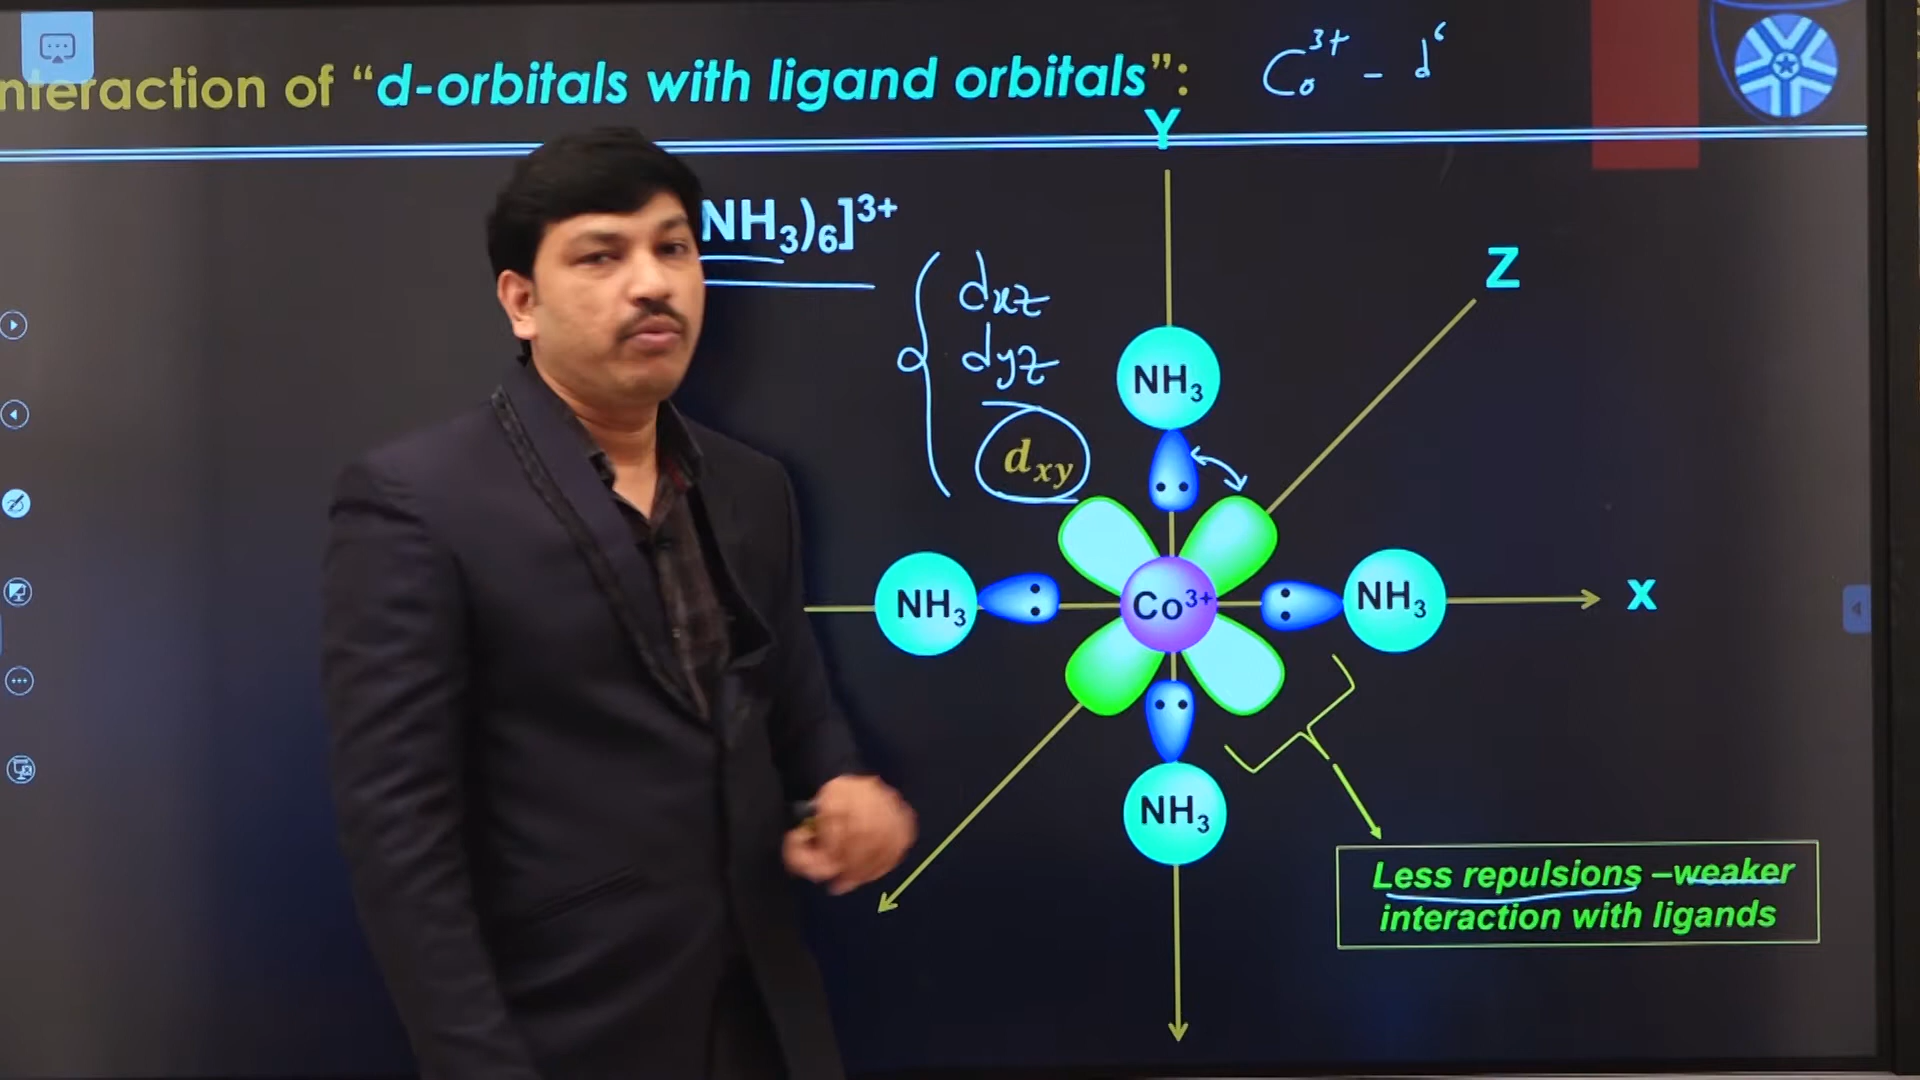 nteraction of “d-orbitals with ligand orbitals”:
Co³⁺ - d⁶
Y
NH₃)₆]³⁺
Z
dxz
dyz
dxy
NH₃
NH₃
Co³⁺
NH₃
X
NH₃
Less repulsions –weaker
interaction with ligands